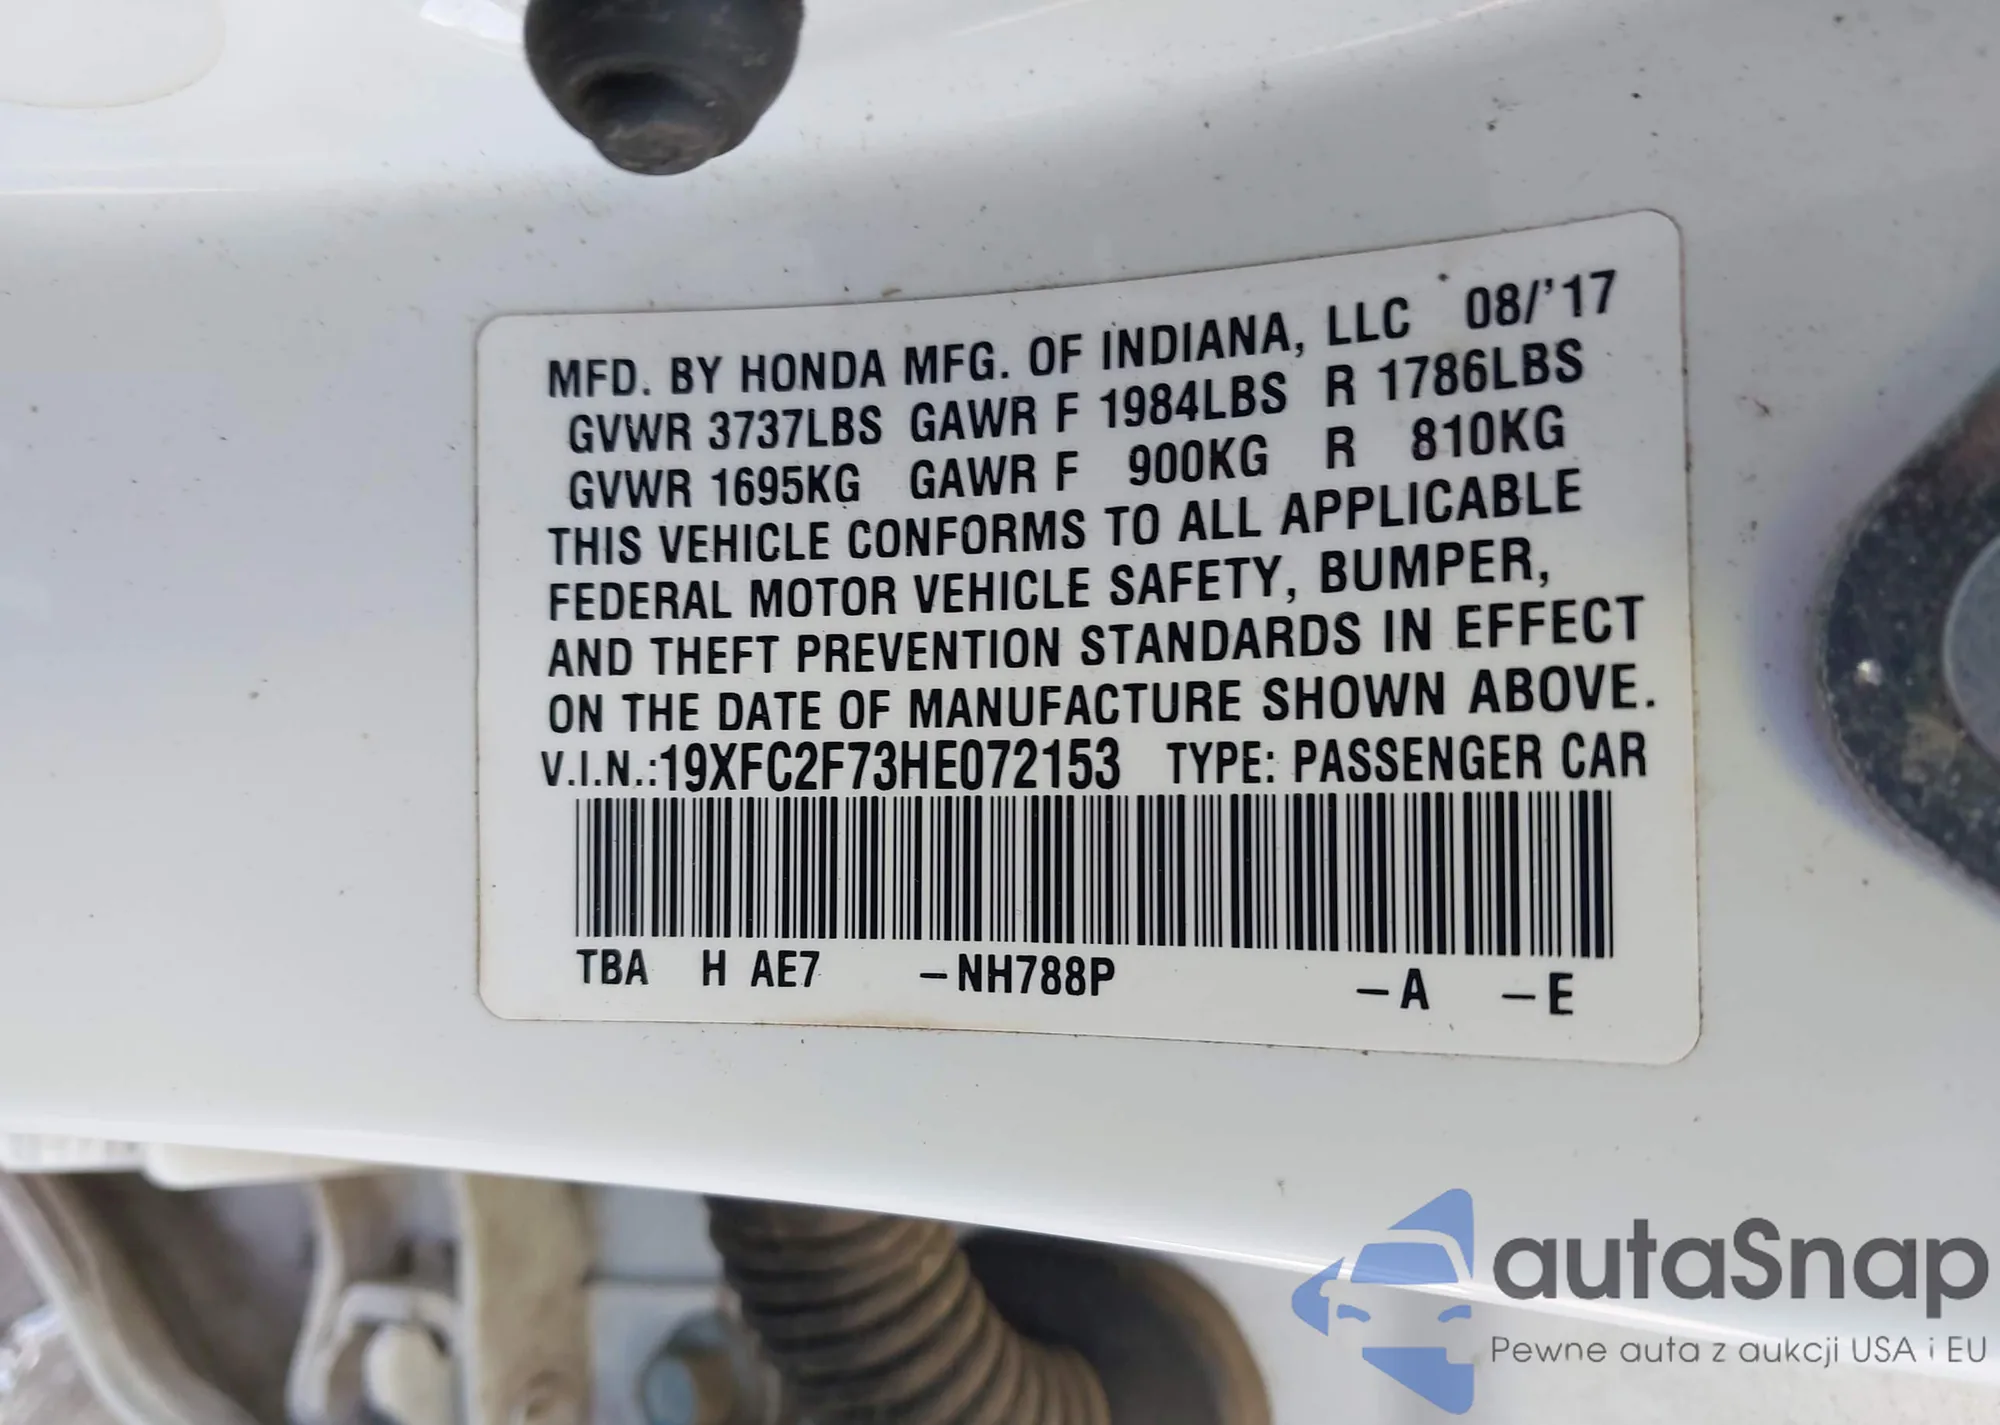 MFD. BY HONDA MFG. OF INDIANA, LLC 08/'17
GVWR 3737LBS GAWR F 1984LBS R 1786LBS
GVWR 1695KG GAWR F 900KG R 810KG
THIS VEHICLE CONFORMS TO ALL APPLICABLE
FEDERAL MOTOR VEHICLE SAFETY, BUMPER,
AND THEFT PREVENTION STANDARDS IN EFFECT
ON THE DATE OF MANUFACTURE SHOWN ABOVE.
V.I.N.:19XFC2F73HE072153 TYPE: PASSENGER CAR
TBA H AE7 -NH788P -A -E
autaSnap
Pewne auta z aukcji USA i EU